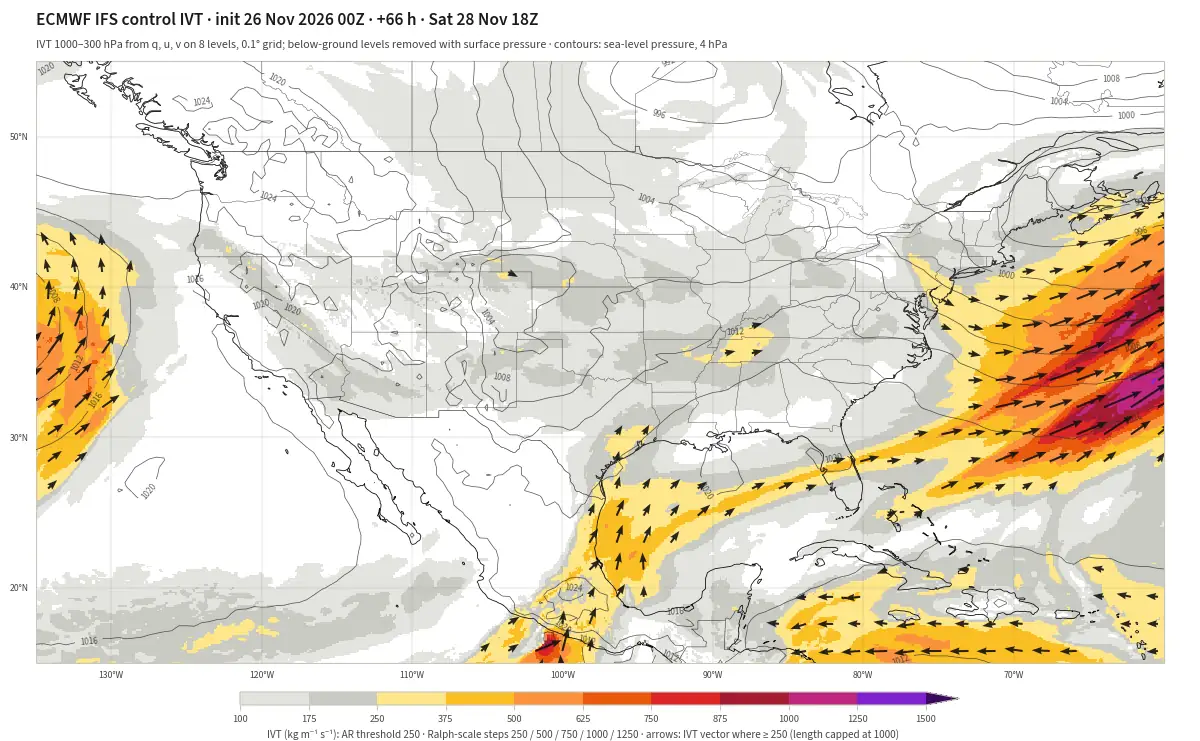 ECMWF IFS control IVT · init 26 Nov 2026 00Z · +66 h · Sat 28 Nov 18Z
IVT 1000–300 hPa from q, u, v on 8 levels, 0.1° grid; below-ground levels removed with surface pressure · contours: sea-level pressure, 4 hPa
1020
1020
1008
1024
1004
996
1000
50°N
1024
1004
996
1000
1016
40°N
1008
1020
1020
1004
1012
1012
1008
1016
30°N
1020
1020
1020
1024
20°N
1016
1016
1012
1012
130°W
120°W
110°W
100°W
90°W
80°W
70°W
100
175
250
375
500
625
750
875
1000
1250
1500
IVT (kg m⁻¹ s⁻¹): AR threshold 250 · Ralph-scale steps 250 / 500 / 750 / 1000 / 1250 · arrows: IVT vector where ≥ 250 (length capped at 1000)